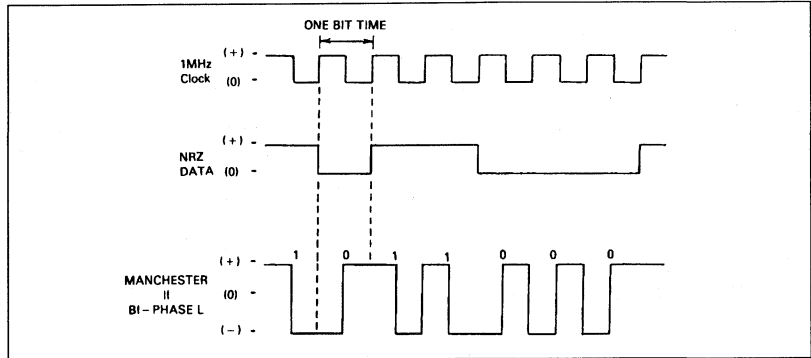 ONE BIT TIME
(+) -
1MHz
Clock (0) -
(+) -
NRZ
DATA (0) -
1 0 1 1 0 0 0
(+) -
MANCHESTER (0) -
II
BI-PHASE L
(-) -